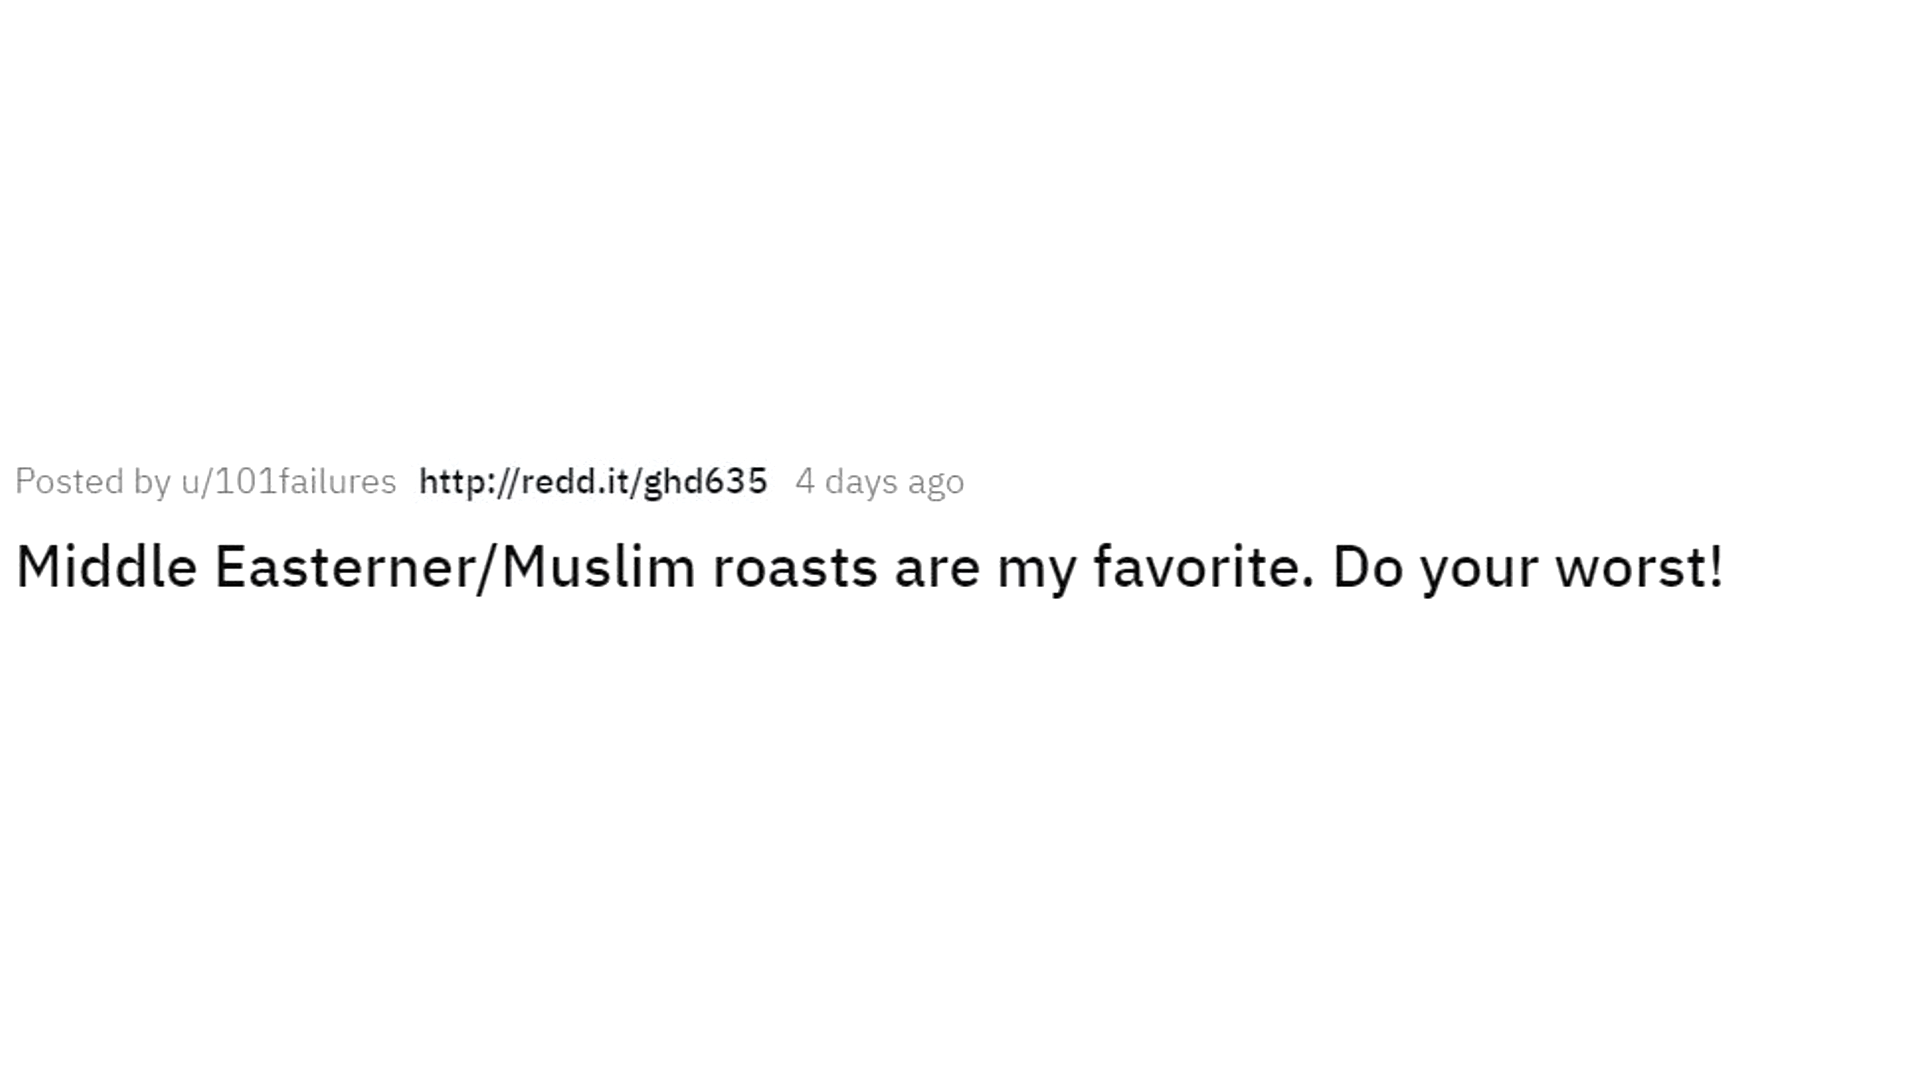 Posted by u/101failures http://redd.it/ghd635 4 days ago
Middle Easterner/Muslim roasts are my favorite. Do your worst!